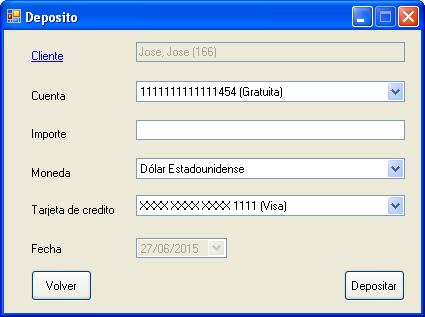 Deposito
Cliente Jose, Jose (166)
Cuenta 1111111111111454 (Gratuita)
Importe
Moneda Dólar Estadounidense
Tarjeta de credito XXXX XXXX XXXX 1111 (Visa)
Fecha 27/06/2015
Volver Depositar